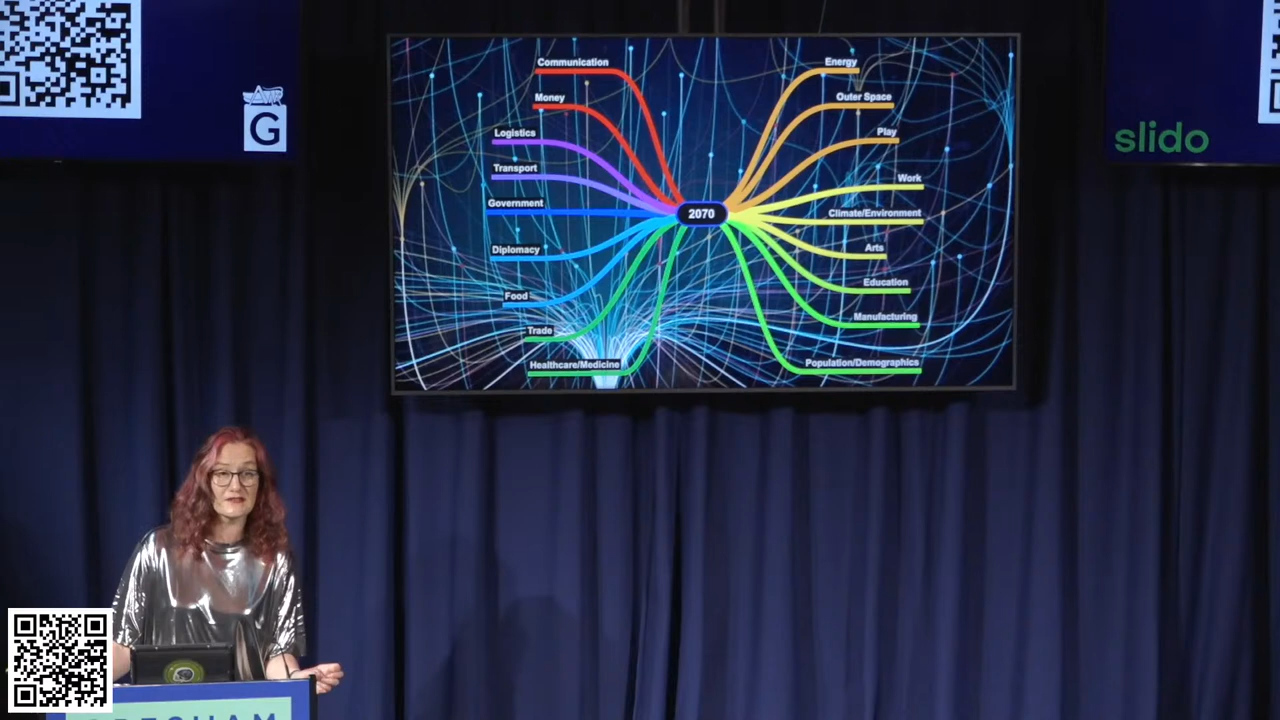 G
slido
Communication
Money
Logistics
Transport
Government
Diplomacy
Food
Trade
Healthcare/Medicine
2070
Energy
Outer Space
Play
Work
Climate/Environment
Arts
Education
Manufacturing
Population/Demographics
GRESHAM